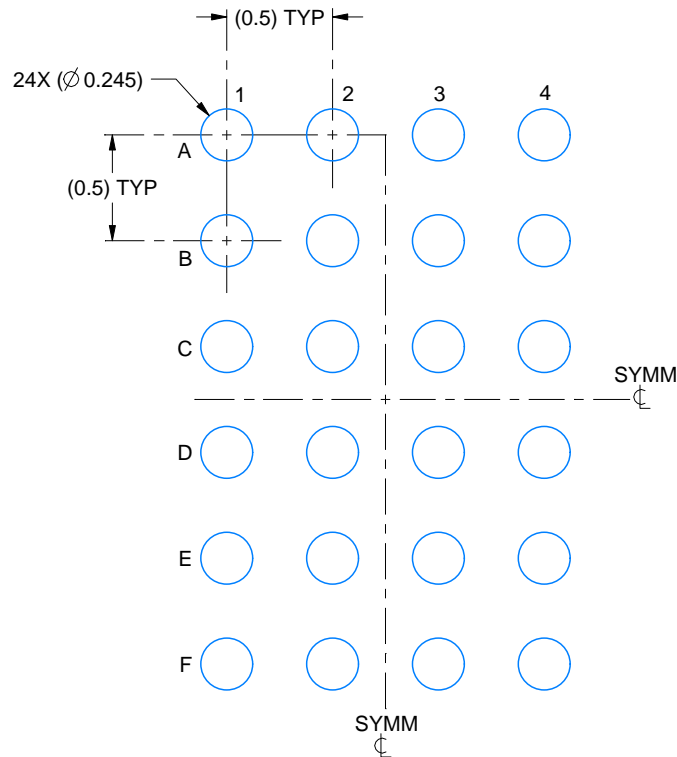 (0.5) TYP
24X (∅ 0.245)
1
2
3
4
A
(0.5) TYP
B
C
SYMM
℄
D
E
F
SYMM
℄